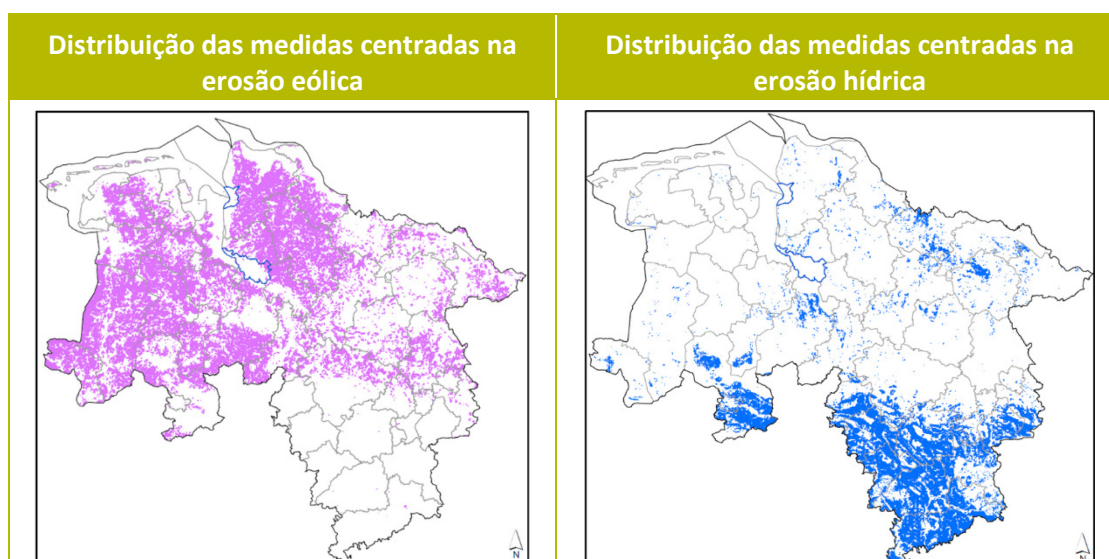 Distribuição das medidas centradas na
erosão eólica
Distribuição das medidas centradas na
erosão hídrica
N
N